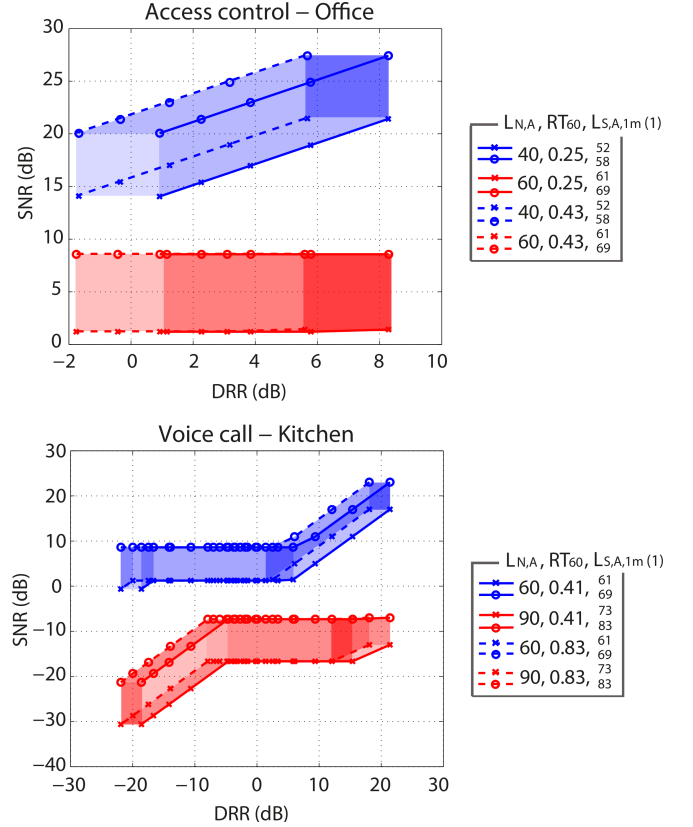 Access control – Office
30
25
20
15
10
5
0
SNR (dB)
−2
0
2
4
6
8
10
DRR (dB)
LN,A , RT60 , LS,A,1m (1)
40, 0.25, 52 58
60, 0.25, 61 69
40, 0.43, 52 58
60, 0.43, 61 69
Voice call – Kitchen
30
20
10
0
−10
−20
−30
−40
SNR (dB)
−30
−20
−10
0
10
20
30
DRR (dB)
LN,A , RT60, LS,A,1m (1)
60, 0.41, 61 69
90, 0.41, 73 83
60, 0.83, 61 69
90, 0.83, 73 83